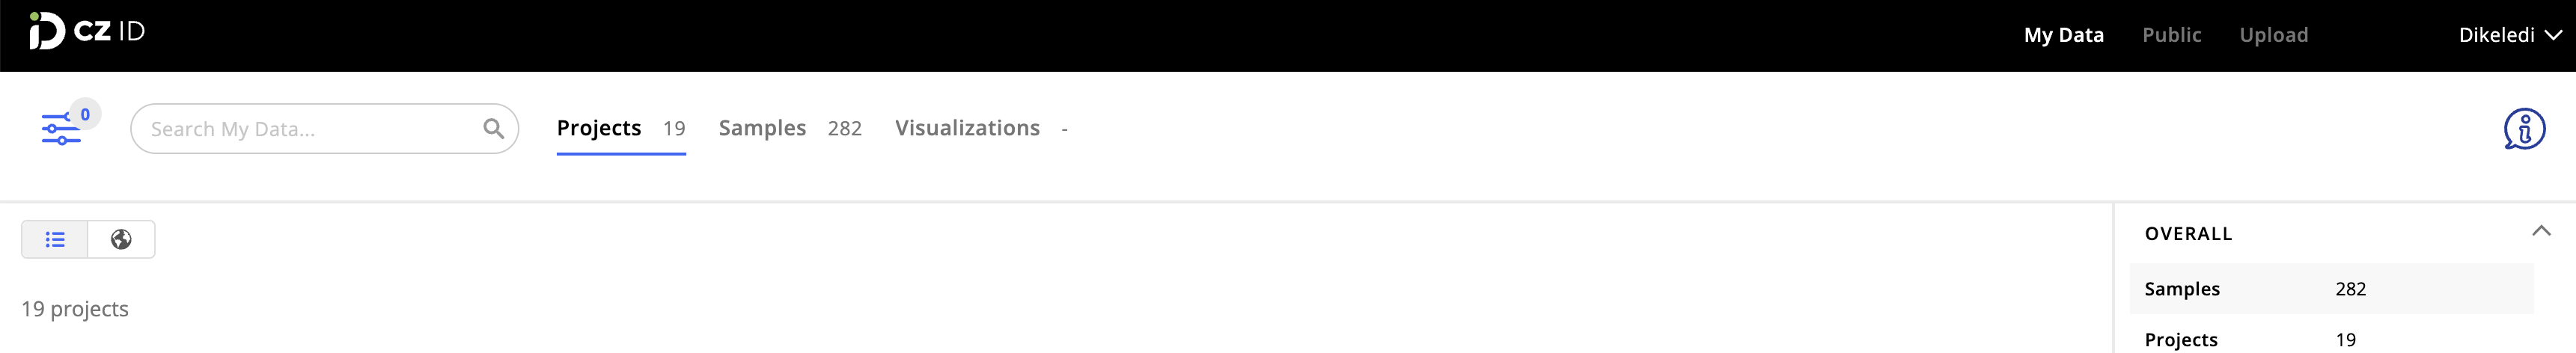 CZ ID
My Data Public Upload Dikeledi
0 Search My Data... Projects 19 Samples 282 Visualizations -
OVERALL
Samples 282
19 projects
Projects 19